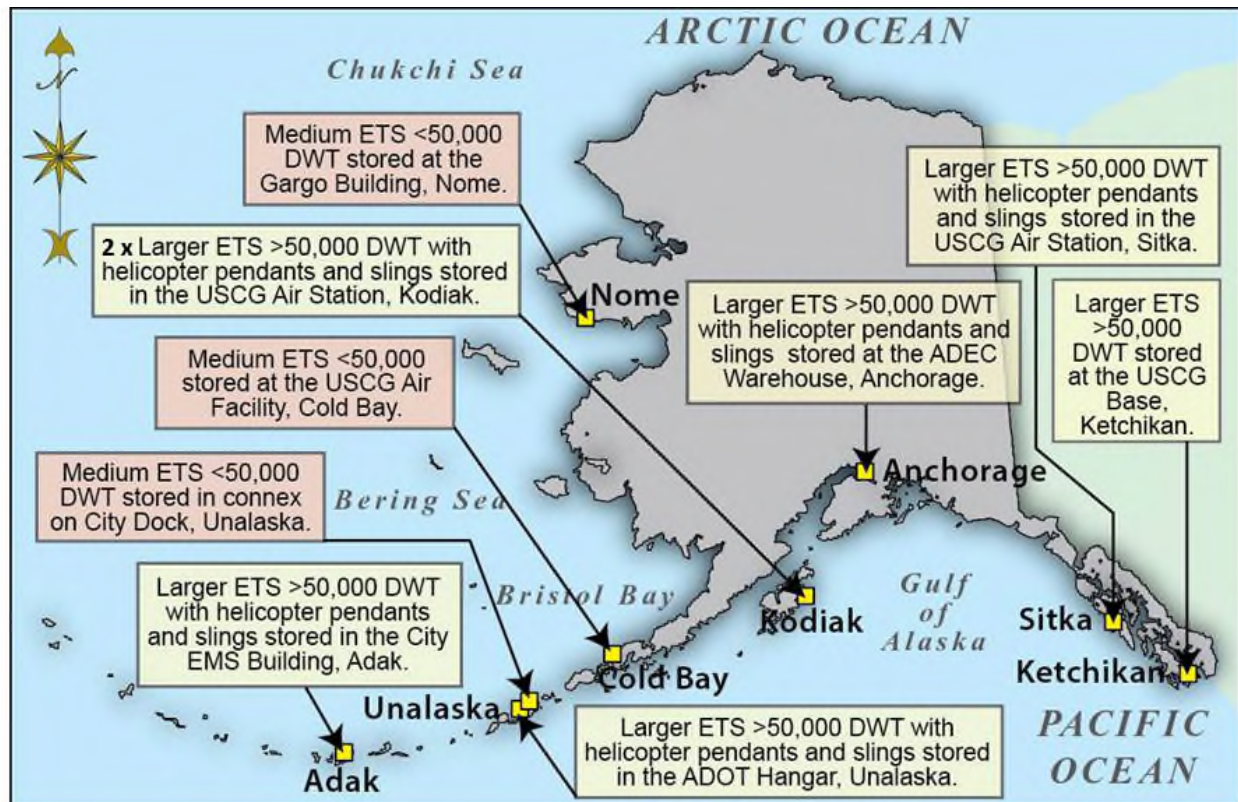 ARCTIC OCEAN
Chukchi Sea
N
Medium ETS <50,000
DWT stored at the
Gargo Building, Nome.
Larger ETS >50,000 DWT
with helicopter pendants
and slings stored in the
USCG Air Station, Sitka.
2 x Larger ETS >50,000 DWT with
helicopter pendants and slings stored
in the USCG Air Station, Kodiak.
Nome
Larger ETS >50,000 DWT
with helicopter pendants and
slings stored at the ADEC
Warehouse, Anchorage.
Larger ETS
>50,000
DWT stored
at the USCG
Base,
Ketchikan.
Medium ETS <50,000
stored at the USCG Air
Facility, Cold Bay.
Medium ETS <50,000
DWT stored in connex
on City Dock, Unalaska.
Bering Sea
Anchorage
Larger ETS >50,000 DWT
with helicopter pendants
and slings stored in the City
EMS Building, Adak.
Bristol Bay
Kodiak
Gulf
of
Alaska
Sitka
Ketchikan
Cold Bay
Unalaska
Adak
Larger ETS >50,000 DWT with
helicopter pendants and slings stored
in the ADOT Hangar, Unalaska.
PACIFIC
OCEAN